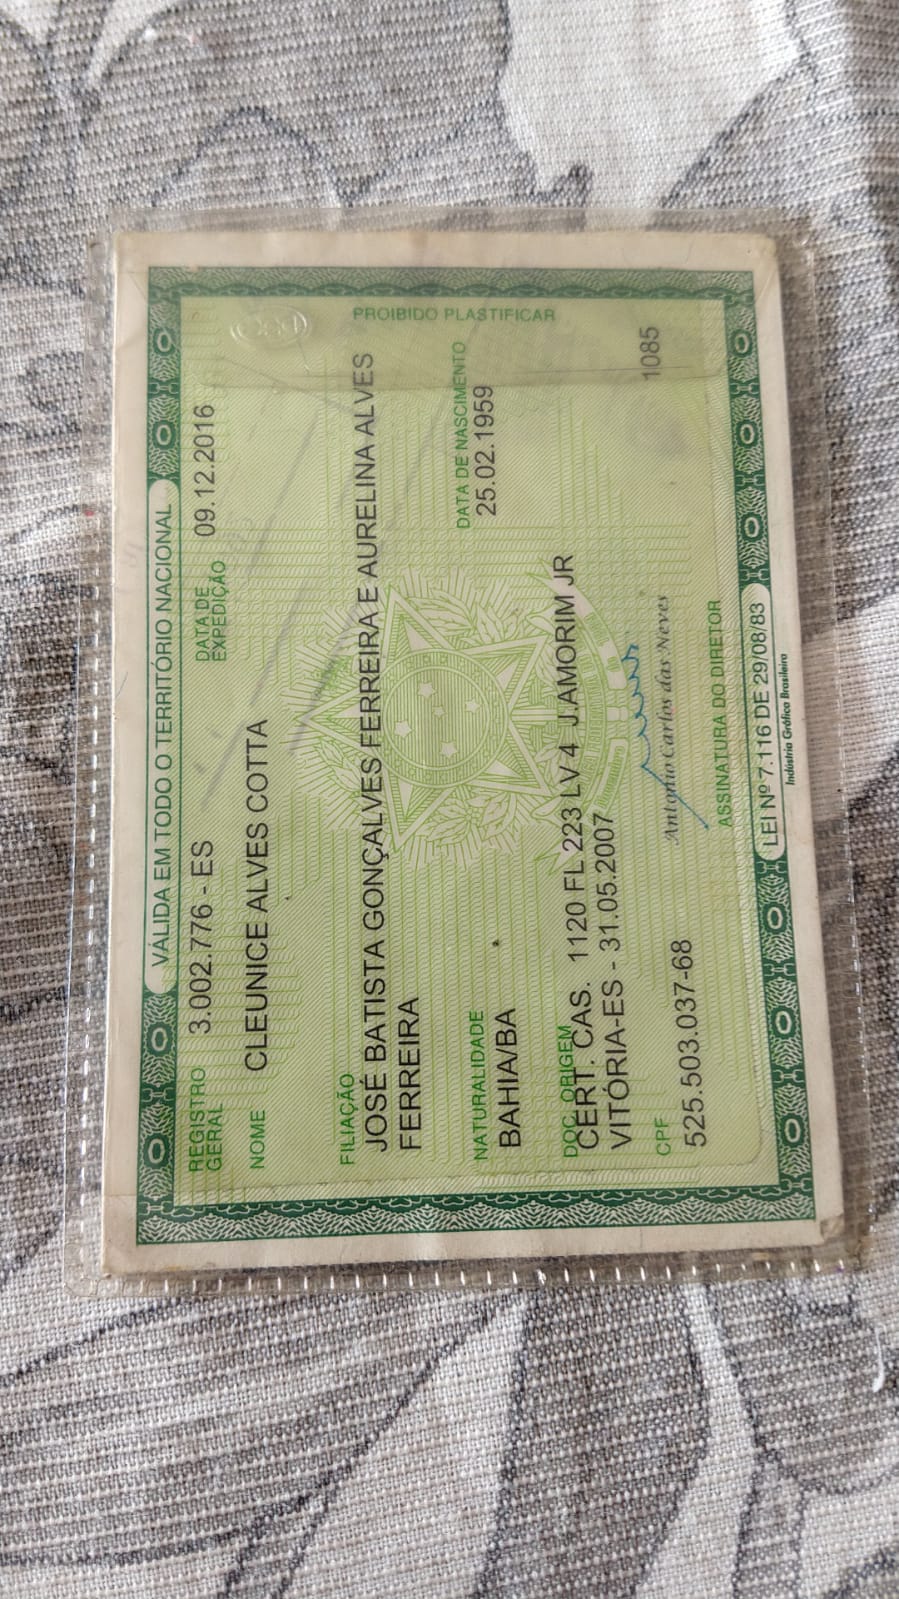 VÁLIDA EM TODO O TERRITÓRIO NACIONAL
REGISTRO GERAL 3.002.776 - ES DATA DE EXPEDIÇÃO 09.12.2016
NOME CLEUNICE ALVES COTTA
FILIAÇÃO
JOSÉ BATISTA GONÇALVES FERREIRA E AURELINA ALVES
FERREIRA
NATURALIDADE DATA DE NASCIMENTO
BAHIA/BA 25.02.1959
DOC. ORIGEM
CERT. CAS. 1120 FL 223 LV 4 J.AMORIM JR
VITÓRIA-ES - 31.05.2007
CPF
525.503.037-68 1085
Antonio Carlos das Neves
ASSINATURA DO DIRETOR
LEI Nº 7.116 DE 29/08/83
Indústria Gráfica Brasileira
PROIBIDO PLASTIFICAR